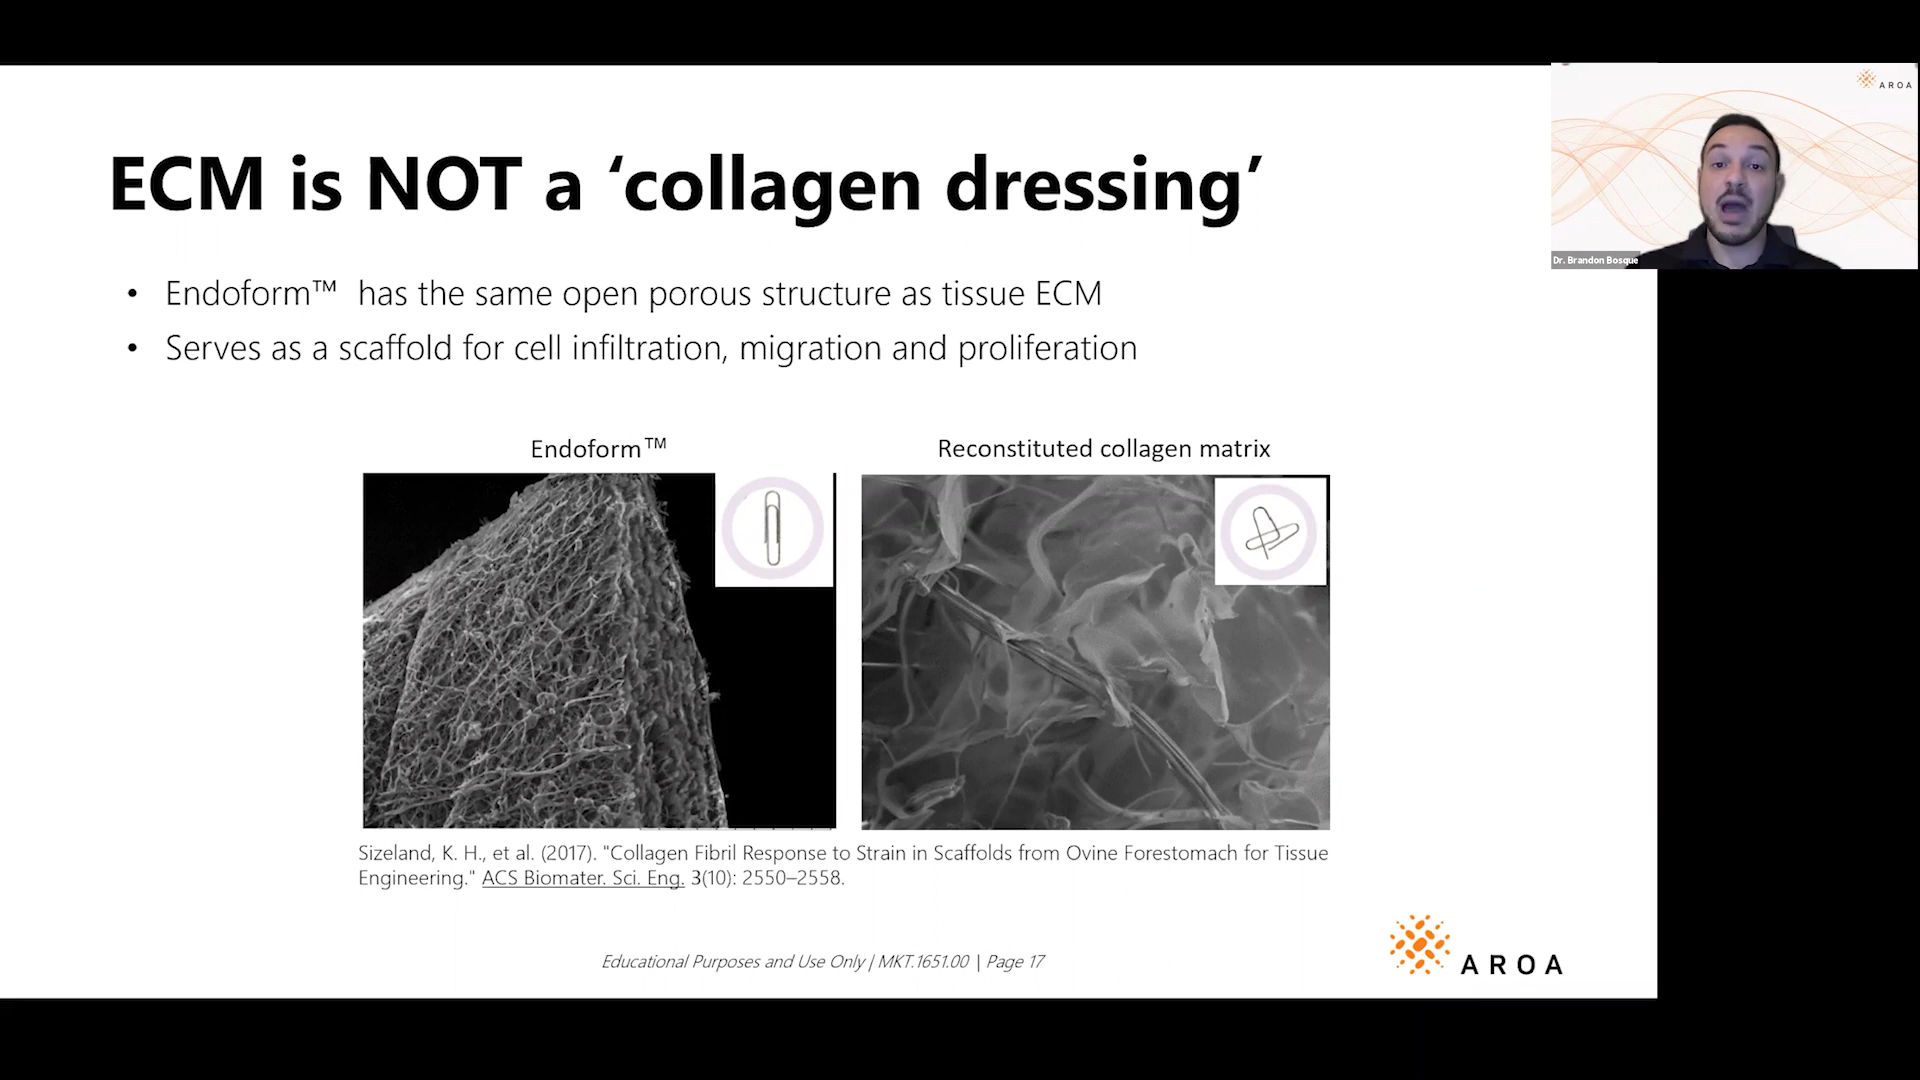 AROA
Dr. Brandon Bosque
ECM is NOT a ‘collagen dressing’
• Endoform™ has the same open porous structure as tissue ECM
• Serves as a scaffold for cell infiltration, migration and proliferation
Endoform™
Reconstituted collagen matrix
Sizeland, K. H., et al. (2017). "Collagen Fibril Response to Strain in Scaffolds from Ovine Forestomach for Tissue
Engineering." ACS Biomater. Sci. Eng. 3(10): 2550–2558.
Educational Purposes and Use Only | MKT.1651.00 | Page 17
AROA